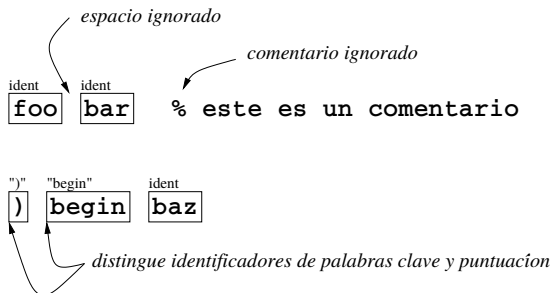 espacio ignorado
comentario ignorado
ident ident
foo bar % este es un comentario
")" "begin" ident
) begin baz
distingue identificadores de palabras clave y puntuacíon